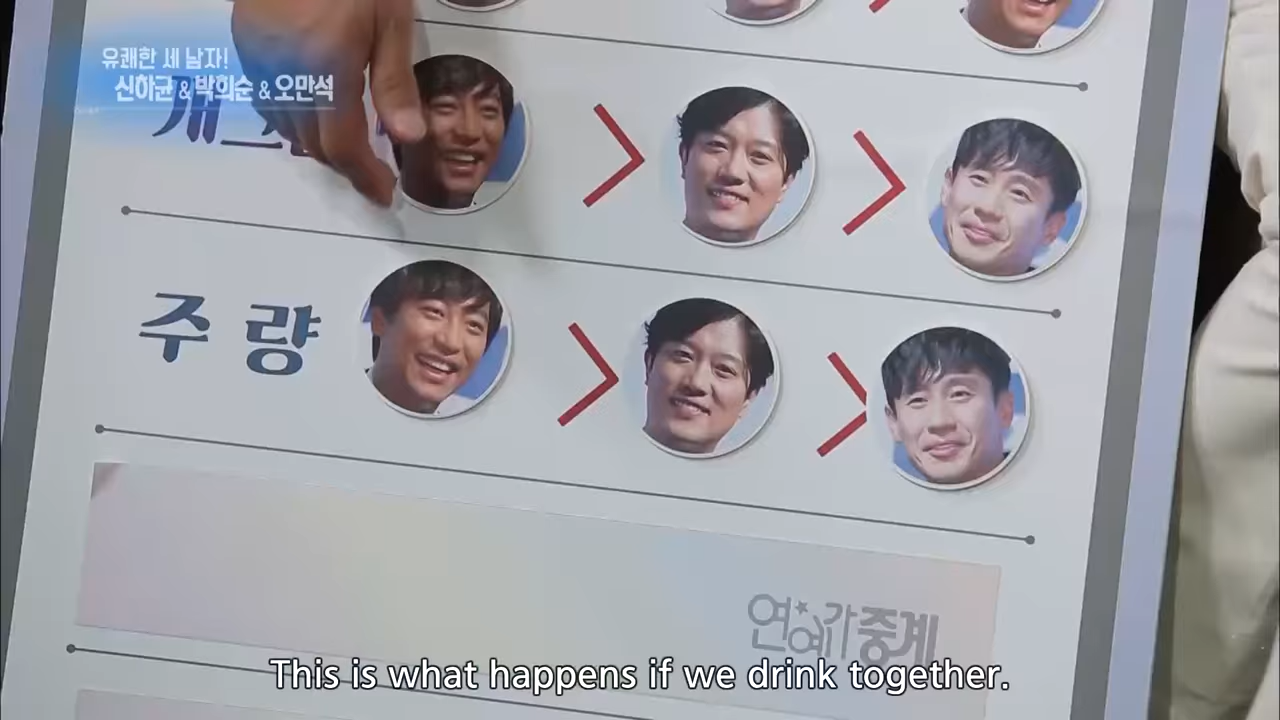 유쾌한 세 남자!
신하균 & 박희순 & 오만석
> >
주 량 > >
연예가중계
This is what happens if we drink together.